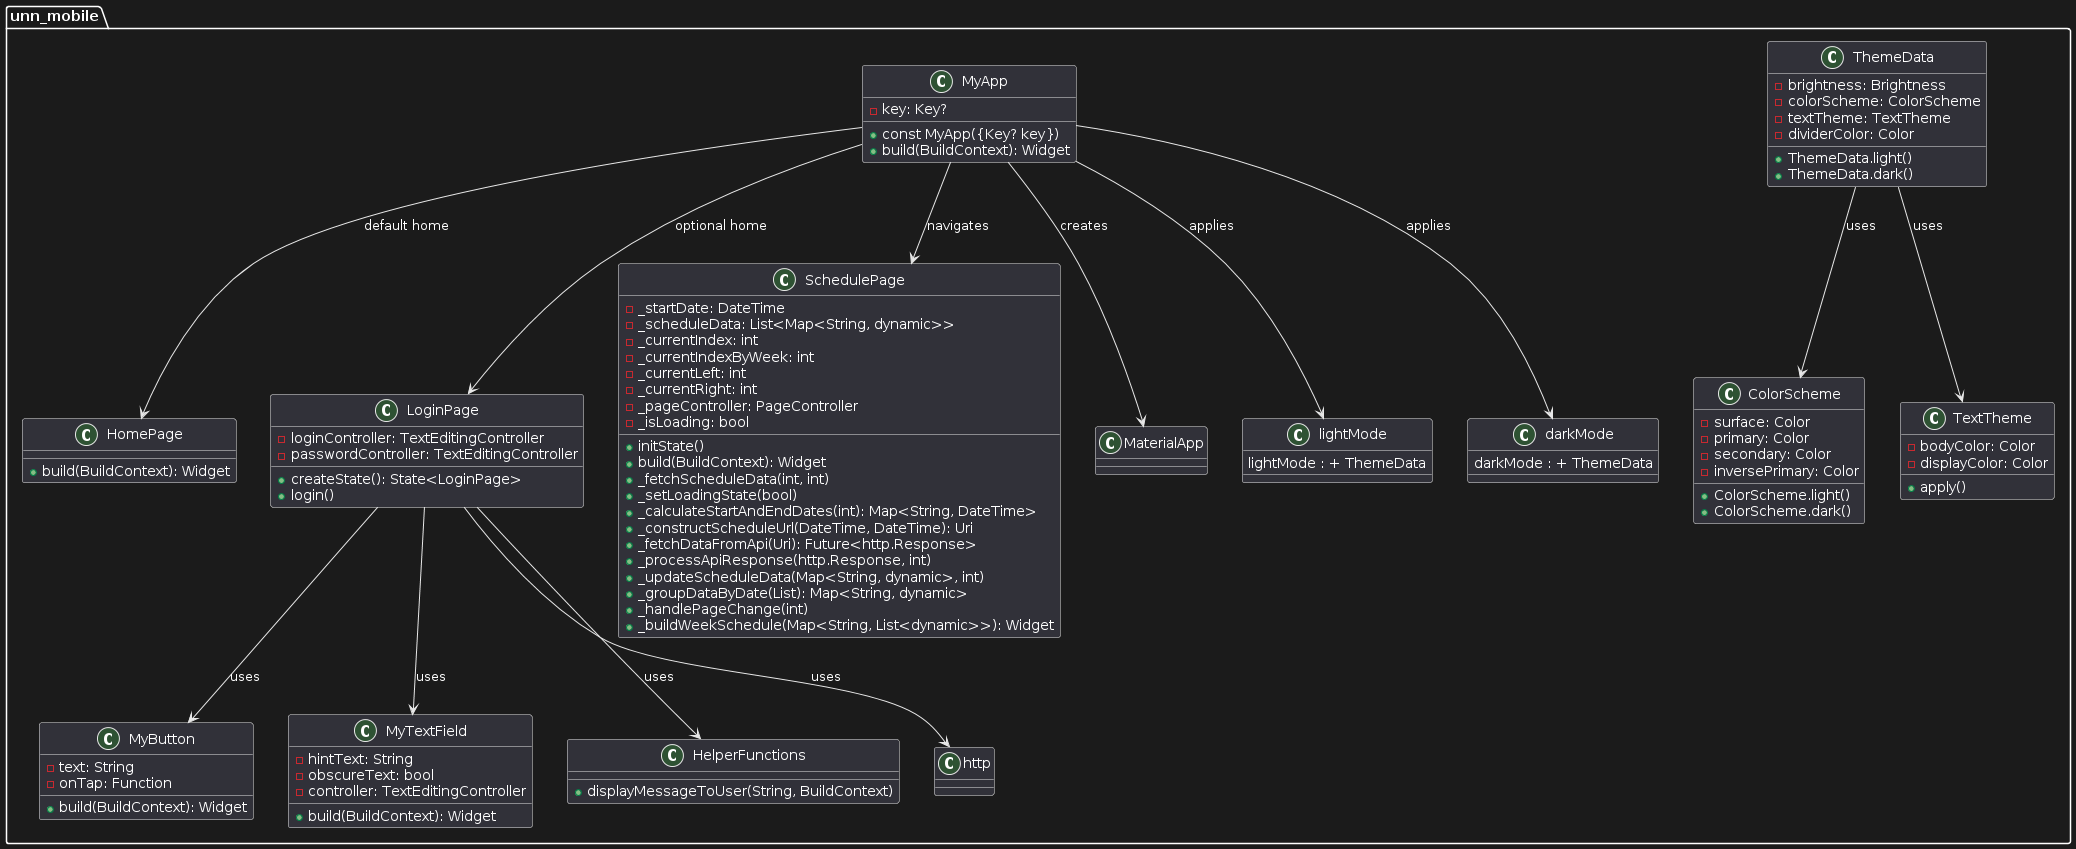 unn_mobile
MyApp
key: Key?
const MyApp({Key? key})
build(BuildContext): Widget
ThemeData
brightness: Brightness
colorScheme: ColorScheme
textTheme: TextTheme
dividerColor: Color
ThemeData.light()
ThemeData.dark()
default home
optional home
navigates
creates
applies
applies
uses
uses
HomePage
build(BuildContext): Widget
LoginPage
loginController: TextEditingController
passwordController: TextEditingController
createState(): State<LoginPage>
login()
SchedulePage
_startDate: DateTime
_scheduleData: List<Map<String, dynamic>>
_currentIndex: int
_currentIndexByWeek: int
_currentLeft: int
_currentRight: int
_pageController: PageController
_isLoading: bool
initState()
build(BuildContext): Widget
_fetchScheduleData(int, int)
_setLoadingState(bool)
_calculateStartAndEndDates(int): Map<String, DateTime>
_constructScheduleUrl(DateTime, DateTime): Uri
_fetchDataFromApi(Uri): Future<http.Response>
_processApiResponse(http.Response, int)
_updateScheduleData(Map<String, dynamic>, int)
_groupDataByDate(List): Map<String, dynamic>
_handlePageChange(int)
_buildWeekSchedule(Map<String, List<dynamic>>): Widget
MaterialApp
lightMode
lightMode : + ThemeData
darkMode
darkMode : + ThemeData
ColorScheme
surface: Color
primary: Color
secondary: Color
inversePrimary: Color
ColorScheme.light()
ColorScheme.dark()
TextTheme
bodyColor: Color
displayColor: Color
apply()
uses
uses
uses
uses
MyButton
text: String
onTap: Function
build(BuildContext): Widget
MyTextField
hintText: String
obscureText: bool
controller: TextEditingController
build(BuildContext): Widget
HelperFunctions
displayMessageToUser(String, BuildContext)
http